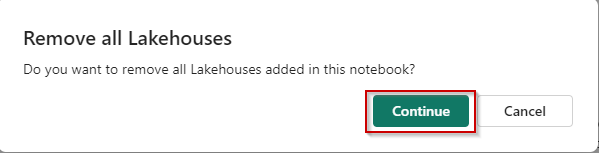 Remove all Lakehouses
Do you want to remove all Lakehouses added in this notebook?
Continue Cancel